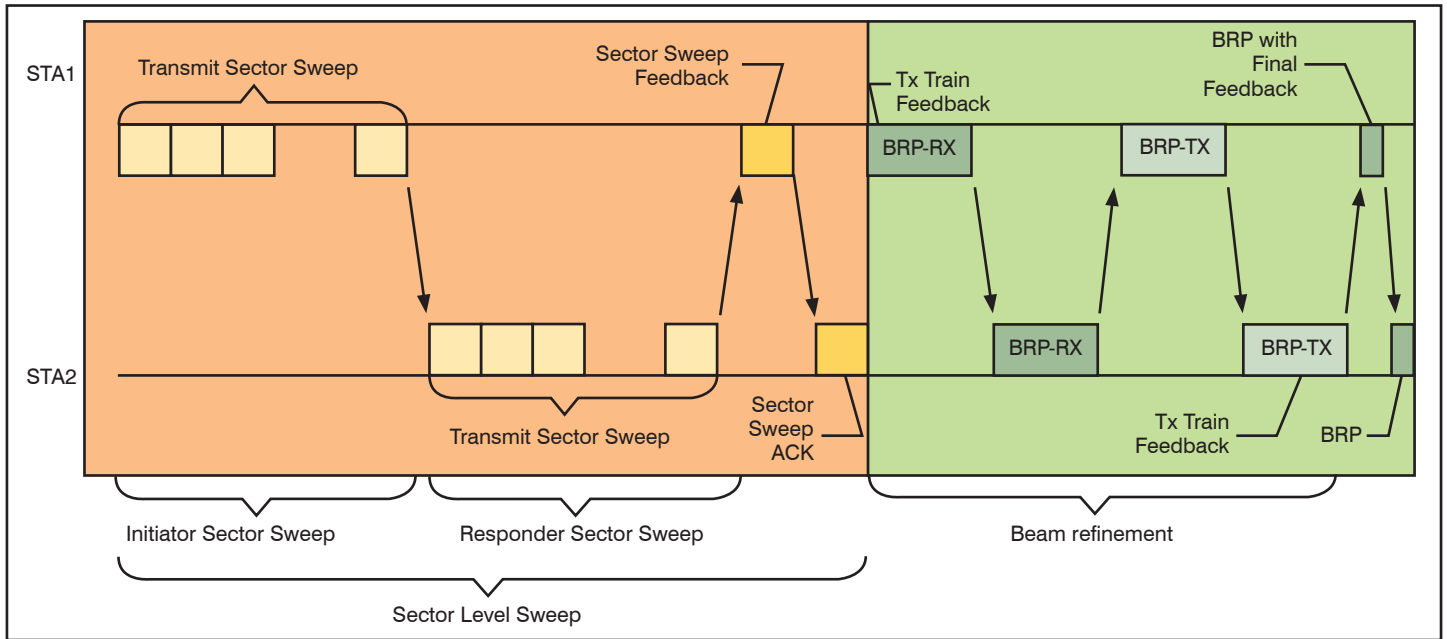 STA1
Transmit Sector Sweep
Sector Sweep
Feedback
Tx Train
Feedback
BRP with
Final
Feedback
BRP-RX
BRP-TX
STA2
BRP-RX
BRP-TX
Transmit Sector Sweep
Sector
Sweep
ACK
Tx Train
Feedback
BRP
Initiator Sector Sweep
Responder Sector Sweep
Beam refinement
Sector Level Sweep